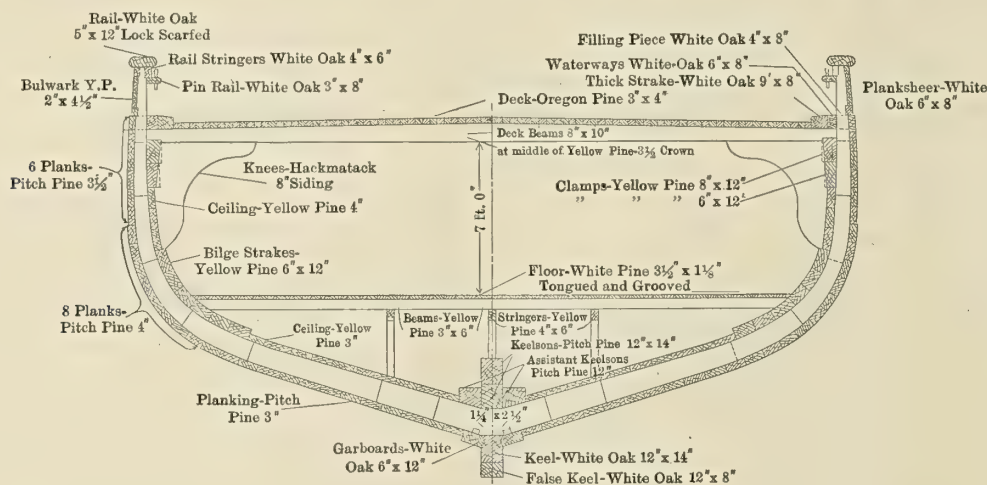 Rail-White Oak
5" x 12" Lock Scarfed
Rail Stringers White Oak 4" x 6"
Bulwark Y.P.
2" x 4½"
Pin Rail-White Oak 3" x 8"
Filling Piece White Oak 4" x 8"
Waterways White-Oak 6" x 8"
Thick Strake-White Oak 9' x 8"
Planksheer-White
Oak 6" x 8"
Deck-Oregon Pine 3" x 4"
Deck Beams 8" x 10"
at middle of Yellow Pine-3½ Crown
6 Planks-
Pitch Pine 3½"
Knees-Hackmatack
8" Siding
Ceiling-Yellow Pine 4"
7 ft. 0"
Clamps-Yellow Pine 8" x 12"
" " " 6" x 12"
Bilge Strakes-
Yellow Pine 6" x 12"
Floor-White Pine 3½" x 1⅛"
Tongued and Grooved
8 Planks-
Pitch Pine 4"
Ceiling-Yellow
Pine 3"
Beams-Yellow
Pine 3" x 6"
Stringers-Yellow
Pine 4" x 6"
Keelsons-Pitch Pine 12" x 14"
Assistant Keelsons
Pitch Pine 12"
Planking-Pitch
Pine 3"
1¼" x 2½"
Garboards-White
Oak 6" x 12"
Keel-White Oak 12" x 14"
False Keel-White Oak 12" x 8"